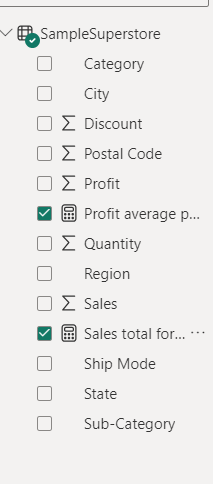 SampleSuperstore
Category
City
Discount
Postal Code
Profit
Profit average p...
Quantity
Region
Sales
Sales total for...
Ship Mode
State
Sub-Category